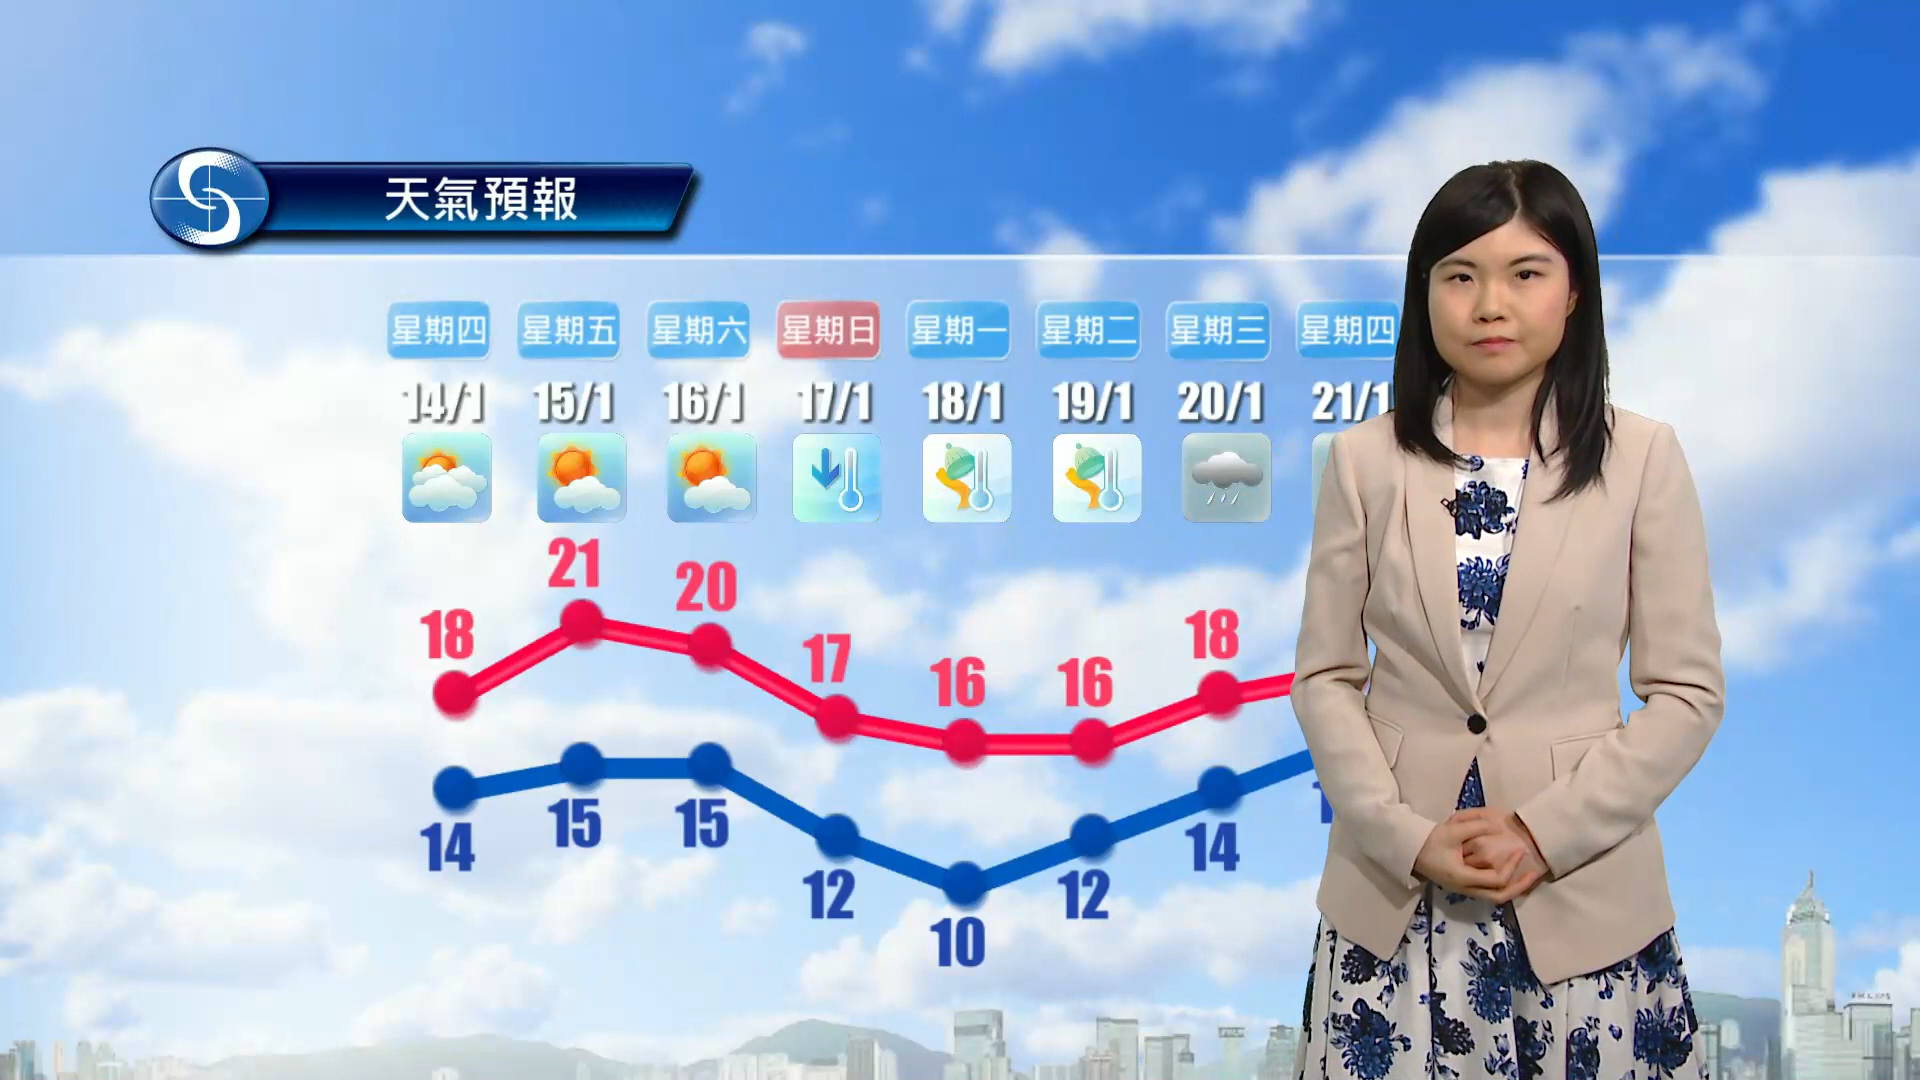 天氣預報
星期四 星期五 星期六 星期日 星期一 星期二 星期三 星期四
14/1 15/1 16/1 17/1 18/1 19/1 20/1 21/1
18 21 20 17 16 16 18
14 15 15 12 10 12 14